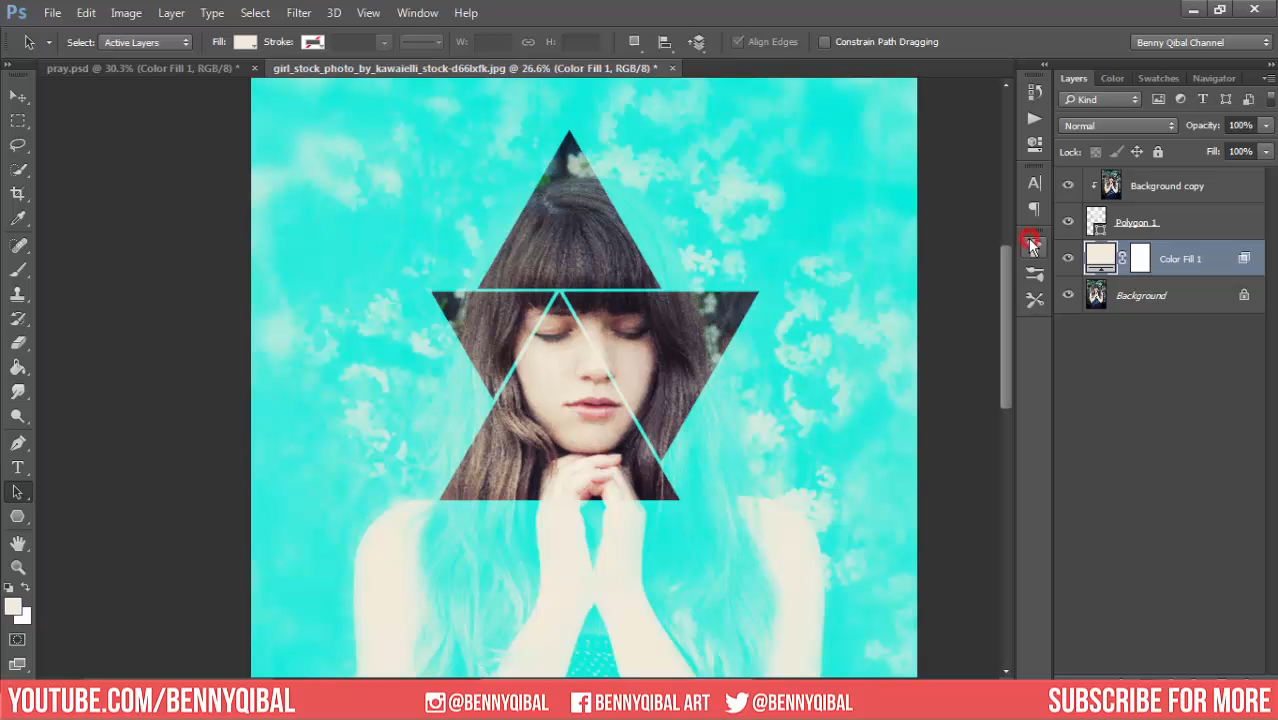 Ps File Edit Image Layer Type Select Filter 3D View Window Help
Select: Active Layers Fill: Stroke: W: H: Align Edges Constrain Path Dragging Benny Qibal Channel
pray.psd @ 30.3% (Color Fill 1, RGB/8) * × girl_stock_photo_by_kawaielli_stock-d66lxfk.jpg @ 26.6% (Color Fill 1, RGB/8) * ×
Layers Color Swatches Navigator
Kind
Normal Opacity: 100%
Lock: Fill: 100%
Background copy
Polygon 1
Color Fill 1
Background
YOUTUBE.COM/BENNYQIBAL @BENNYQIBAL BENNYQIBAL ART @BENNYQIBAL SUBSCRIBE FOR MORE